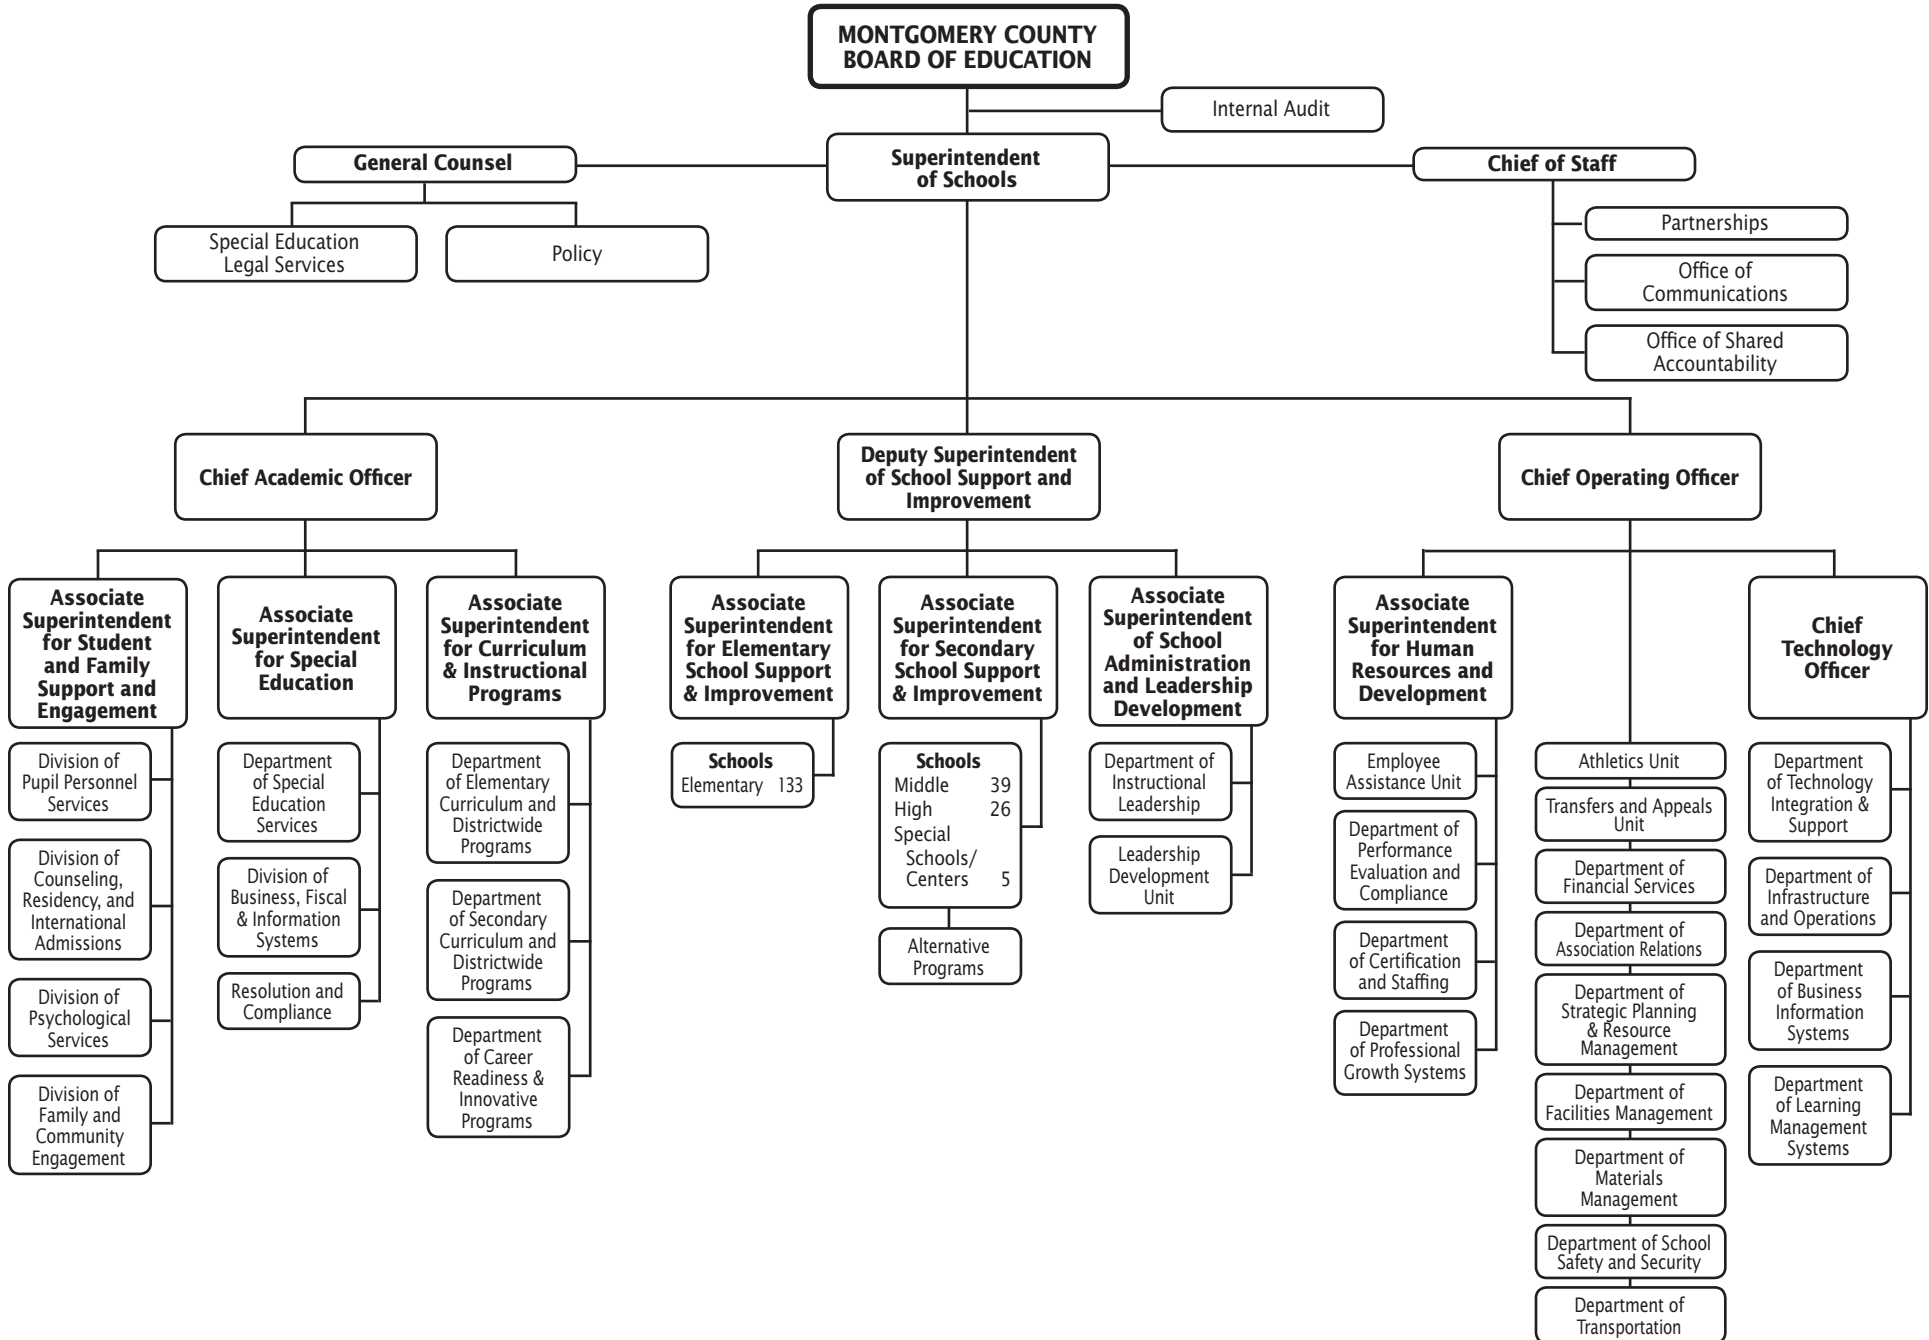 MONTGOMERY COUNTY
BOARD OF EDUCATION
Internal Audit
General Counsel
Superintendent
of Schools
Chief of Staff
Special Education
Legal Services
Policy
Partnerships
Office of
Communications
Office of Shared
Accountability
Chief Academic Officer
Deputy Superintendent
of School Support and
Improvement
Chief Operating Officer
Associate
Superintendent
for Student
and Family
Support and
Engagement
Division of
Pupil Personnel
Services
Division of
Counseling,
Residency, and
International
Admissions
Division of
Psychological
Services
Division of
Family and
Community
Engagement
Associate
Superintendent
for Special
Education
Department
of Special
Education
Services
Division of
Business, Fiscal
& Information
Systems
Resolution and
Compliance
Associate
Superintendent
for Curriculum
& Instructional
Programs
Department
of Elementary
Curriculum and
Districtwide
Programs
Department
of Secondary
Curriculum and
Districtwide
Programs
Department
of Career
Readiness &
Innovative
Programs
Associate
Superintendent
for Elementary
School Support
& Improvement
Schools
Elementary 133
Associate
Superintendent
for Secondary
School Support
& Improvement
Schools
Middle 39
High 26
Special
Schools/
Centers 5
Alternative
Programs
Associate
Superintendent
of School
Administration
and Leadership
Development
Department of
Instructional
Leadership
Leadership
Development
Unit
Associate
Superintendent
for Human
Resources and
Development
Employee
Assistance Unit
Department of
Performance
Evaluation and
Compliance
Department
of Certification
and Staffing
Department
of Professional
Growth Systems
Athletics Unit
Transfers and Appeals
Unit
Department of
Financial Services
Department of
Association Relations
Department of
Strategic Planning
& Resource
Management
Department of
Facilities Management
Department of
Materials
Management
Department of School
Safety and Security
Department of
Transportation
Chief
Technology
Officer
Department
of Technology
Integration &
Support
Department of
Infrastructure
and Operations
Department
of Business
Information
Systems
Department
of Learning
Management
Systems